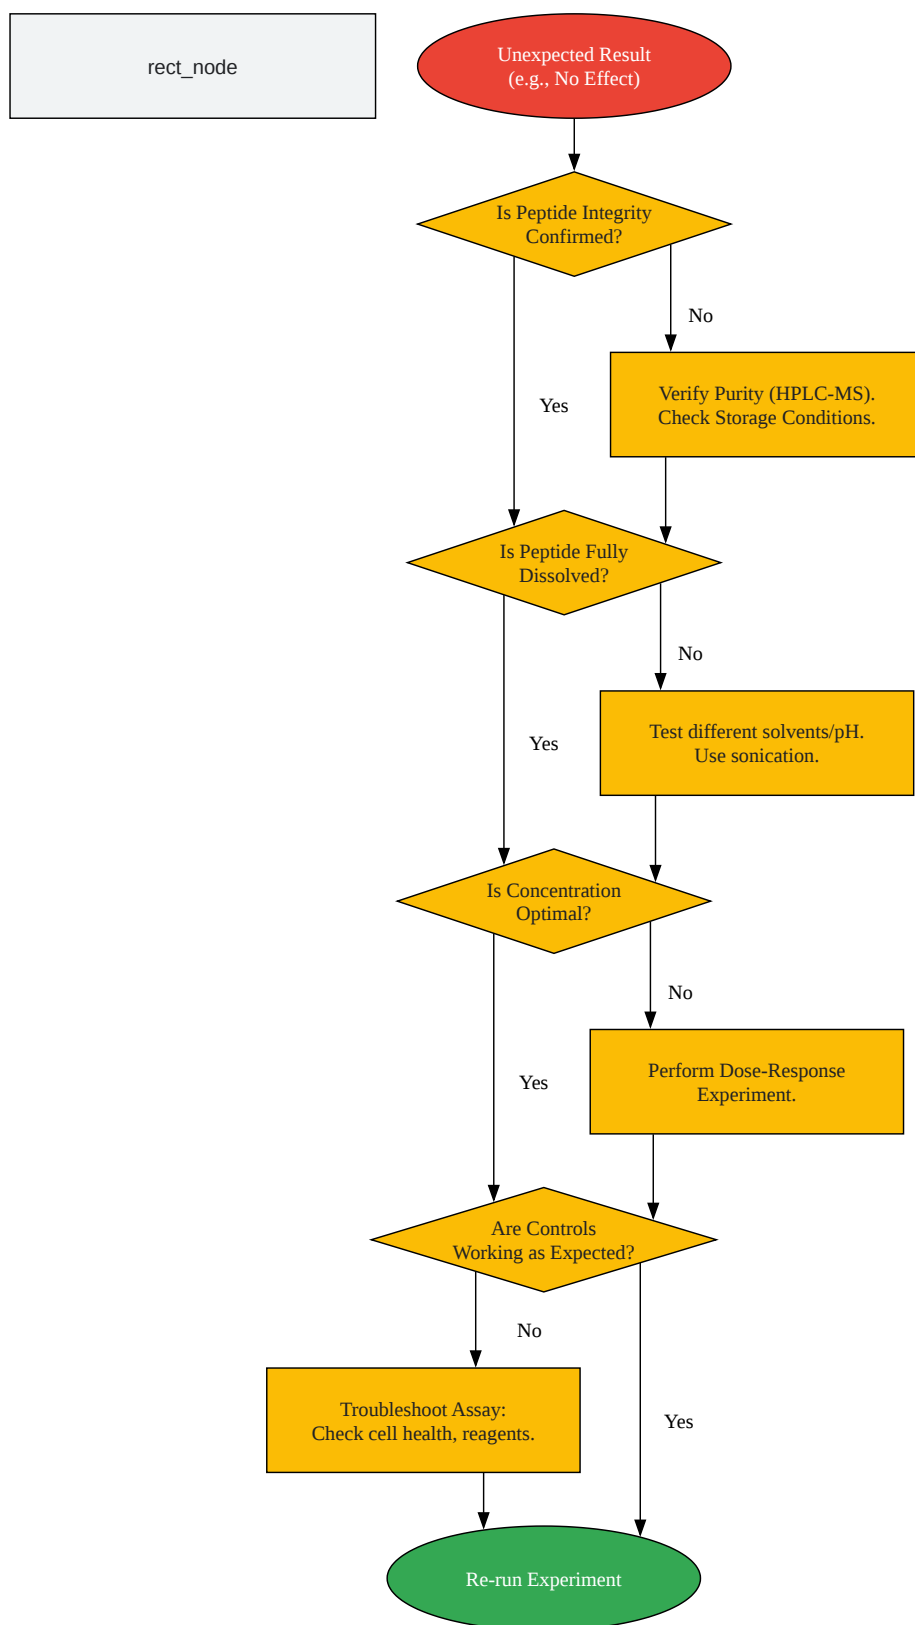 rect_node
Unexpected Result
(e.g., No Effect)
Is Peptide Integrity
Confirmed?
No
Verify Purity (HPLC-MS).
Check Storage Conditions.
Yes
Is Peptide Fully
Dissolved?
No
Test different solvents/pH.
Use sonication.
Yes
Is Concentration
Optimal?
No
Perform Dose-Response
Experiment.
Yes
Are Controls
Working as Expected?
No
Troubleshoot Assay:
Check cell health, reagents.
Yes
Re-run Experiment